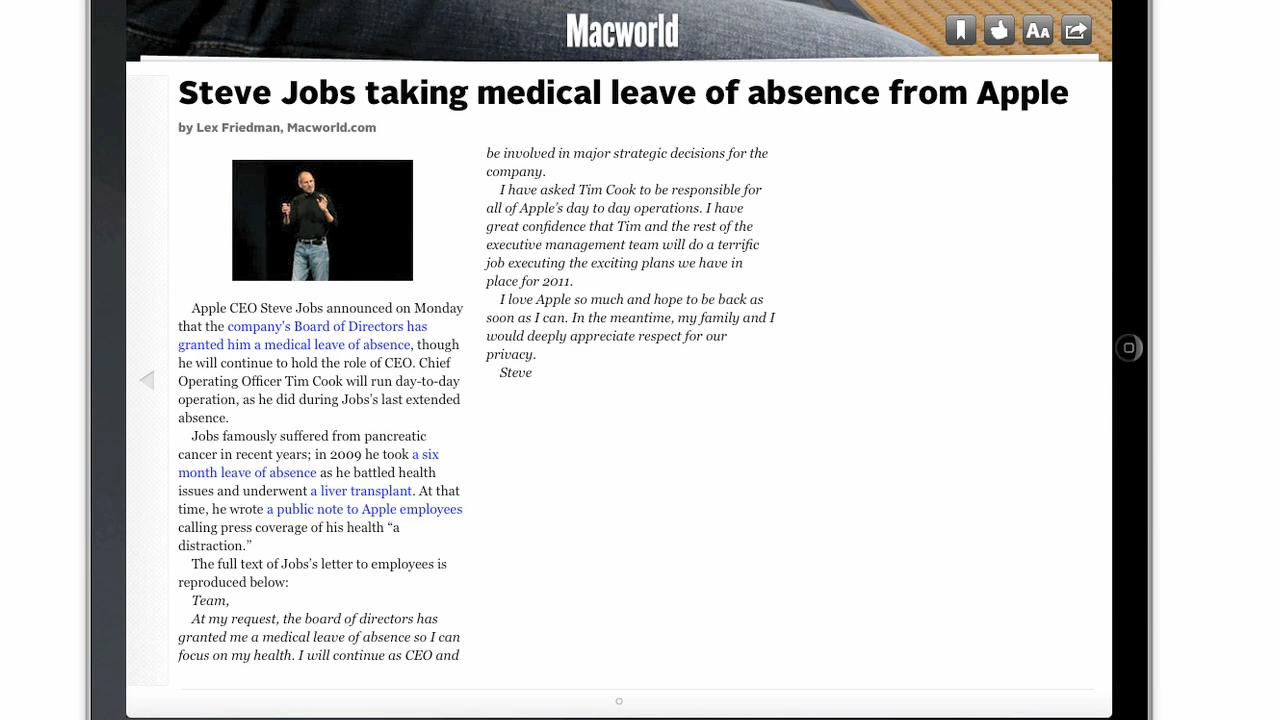 Macworld
AA
Steve Jobs taking medical leave of absence from Apple
by Lex Friedman, Macworld.com
Apple CEO Steve Jobs announced on Monday
that the company's Board of Directors has
granted him a medical leave of absence, though
he will continue to hold the role of CEO. Chief
Operating Officer Tim Cook will run day-to-day
operation, as he did during Jobs's last extended
absence.
Jobs famously suffered from pancreatic
cancer in recent years; in 2009 he took a six
month leave of absence as he battled health
issues and underwent a liver transplant. At that
time, he wrote a public note to Apple employees
calling press coverage of his health “a
distraction.”
The full text of Jobs's letter to employees is
reproduced below:
Team,
At my request, the board of directors has
granted me a medical leave of absence so I can
focus on my health. I will continue as CEO and
be involved in major strategic decisions for the
company.
I have asked Tim Cook to be responsible for
all of Apple's day to day operations. I have
great confidence that Tim and the rest of the
executive management team will do a terrific
job executing the exciting plans we have in
place for 2011.
I love Apple so much and hope to be back as
soon as I can. In the meantime, my family and I
would deeply appreciate respect for our
privacy.
Steve